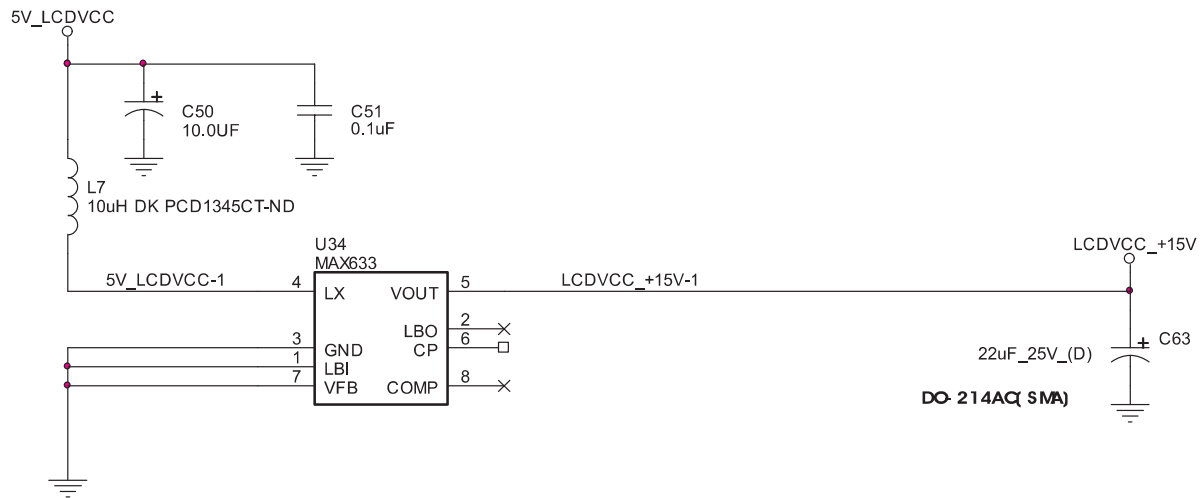 5V_LCDVCC
+
C50
10.0UF
C51
0.1uF
L7
10uH DK PCD1345CT-ND
U34
MAX633
5V_LCDVCC-1
4
LX
VOUT
5
LCDVCC_+15V-1
LCDVCC_+15V
LBO
2
3
GND
CP
6
1
LBI
7
VFB
COMP
8
+
C63
22uF_25V_(D)
DO-214AC(SMA)